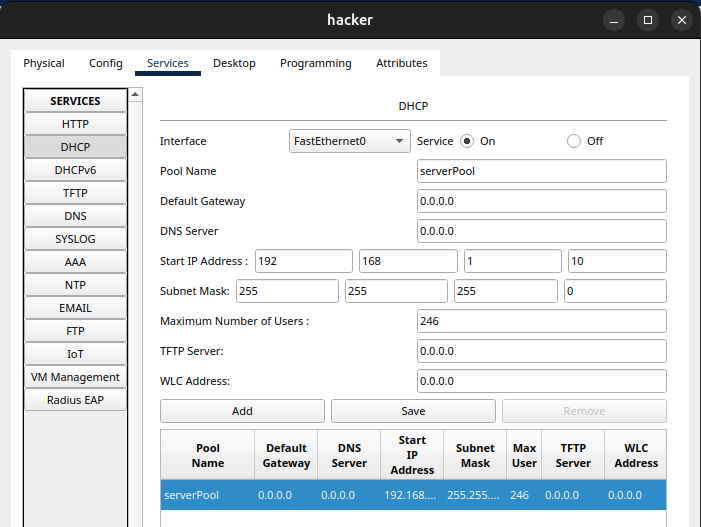 hacker
Physical Config Services Desktop Programming Attributes
SERVICES
HTTP
DHCP
DHCPv6
TFTP
DNS
SYSLOG
AAA
NTP
EMAIL
FTP
IoT
VM Management
Radius EAP
DHCP
Interface FastEthernet0 Service On Off
Pool Name serverPool
Default Gateway 0.0.0.0
DNS Server 0.0.0.0
Start IP Address : 192 168 1 10
Subnet Mask: 255 255 255 0
Maximum Number of Users : 246
TFTP Server: 0.0.0.0
WLC Address: 0.0.0.0
Add Save Remove
Pool Name Default Gateway DNS Server Start IP Address Subnet Mask Max User TFTP Server WLC Address
serverPool 0.0.0.0 0.0.0.0 192.168.... 255.255.... 246 0.0.0.0 0.0.0.0